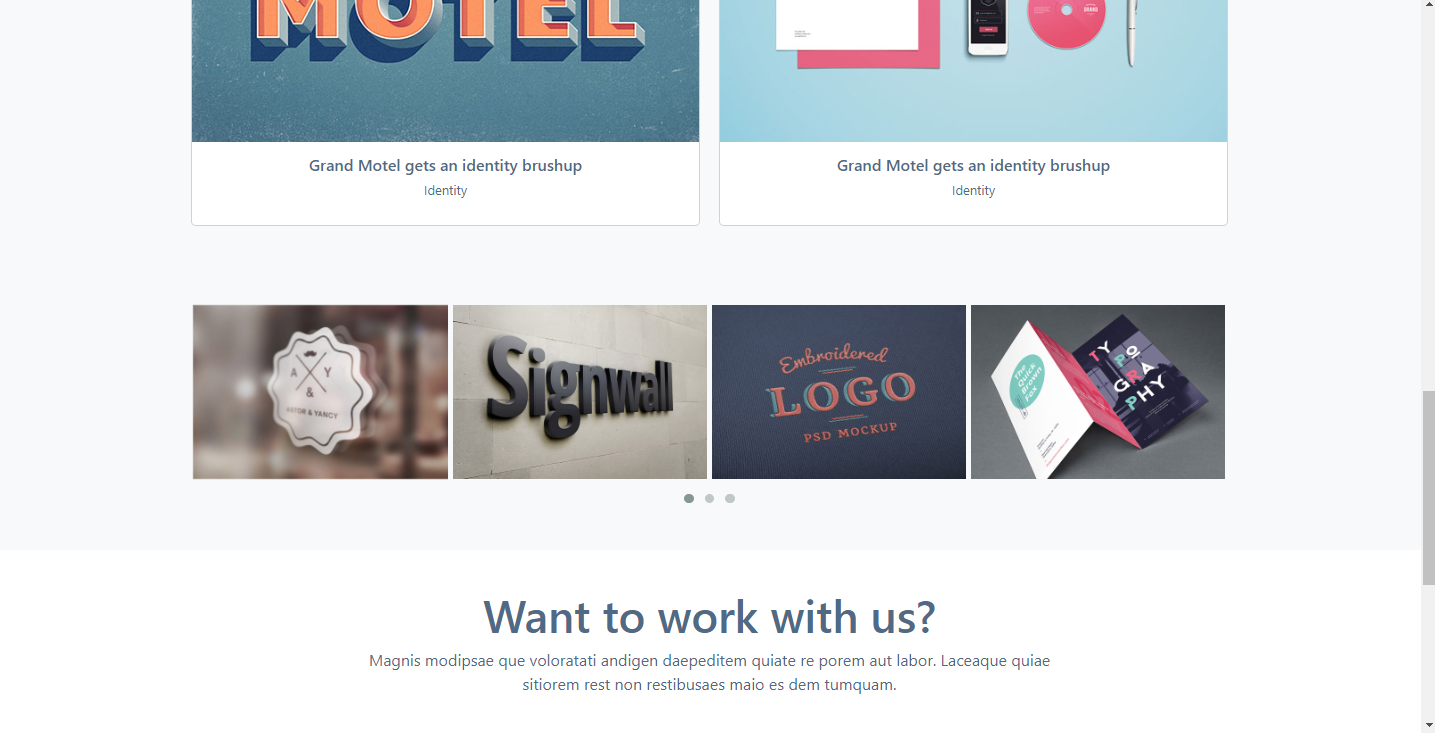 MOTEL
BRAND
Grand Motel gets an identity brushup
Identity
Grand Motel gets an identity brushup
Identity
A Y
&
ASTOR & YANCY
Signwall
Embroidered
LOGO
PSD MOCKUP
The
Quick
Brown
Fox
TY
PO
GRA
PHY
Want to work with us?
Magnis modipsae que voloratati andigen daepeditem quiate re porem aut labor. Laceaque quiae
sitiorem rest non restibusaes maio es dem tumquam.